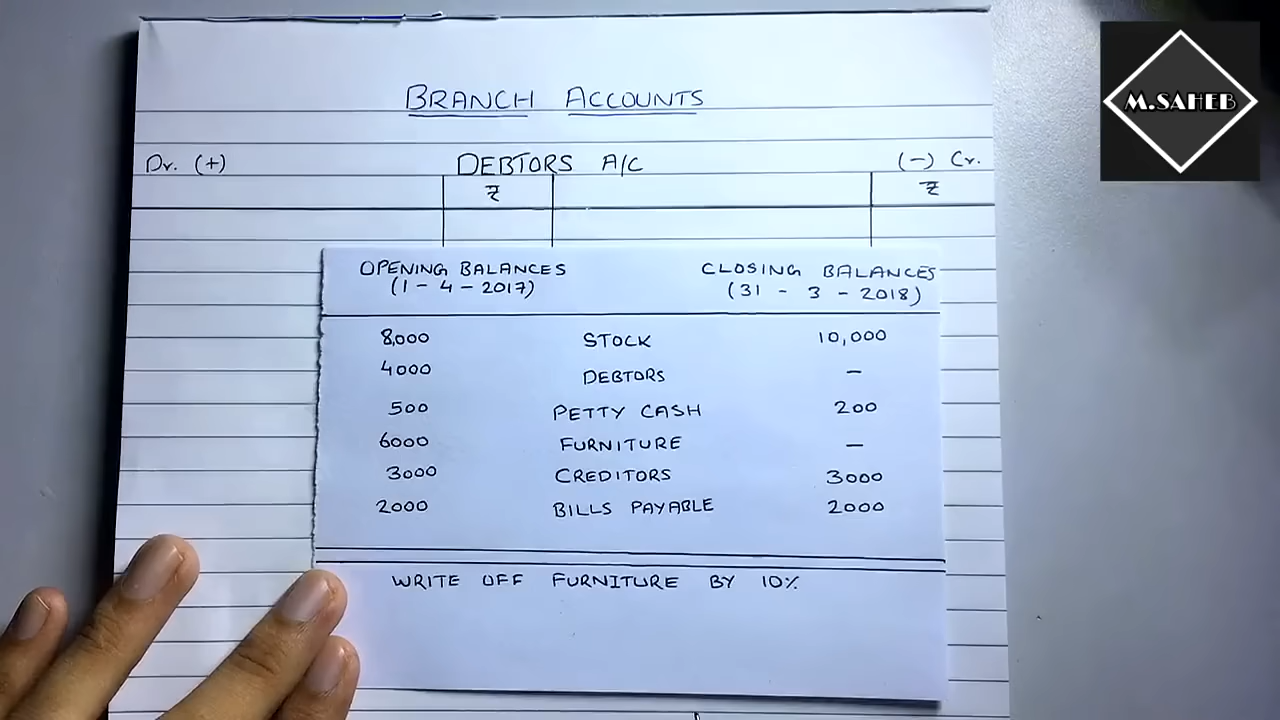 BRANCH ACCOUNTS
M.SAHEB
Dr. (+) DEBTORS A/C (-) Cr.
₹ ₹
OPENING BALANCES CLOSING BALANCES
(1 - 4 - 2017) (31 - 3 - 2018)
8,000 STOCK 10,000
4000 DEBTORS -
500 PETTY CASH 200
6000 FURNITURE -
3000 CREDITORS 3000
2000 BILLS PAYABLE 2000
WRITE OFF FURNITURE BY 10%